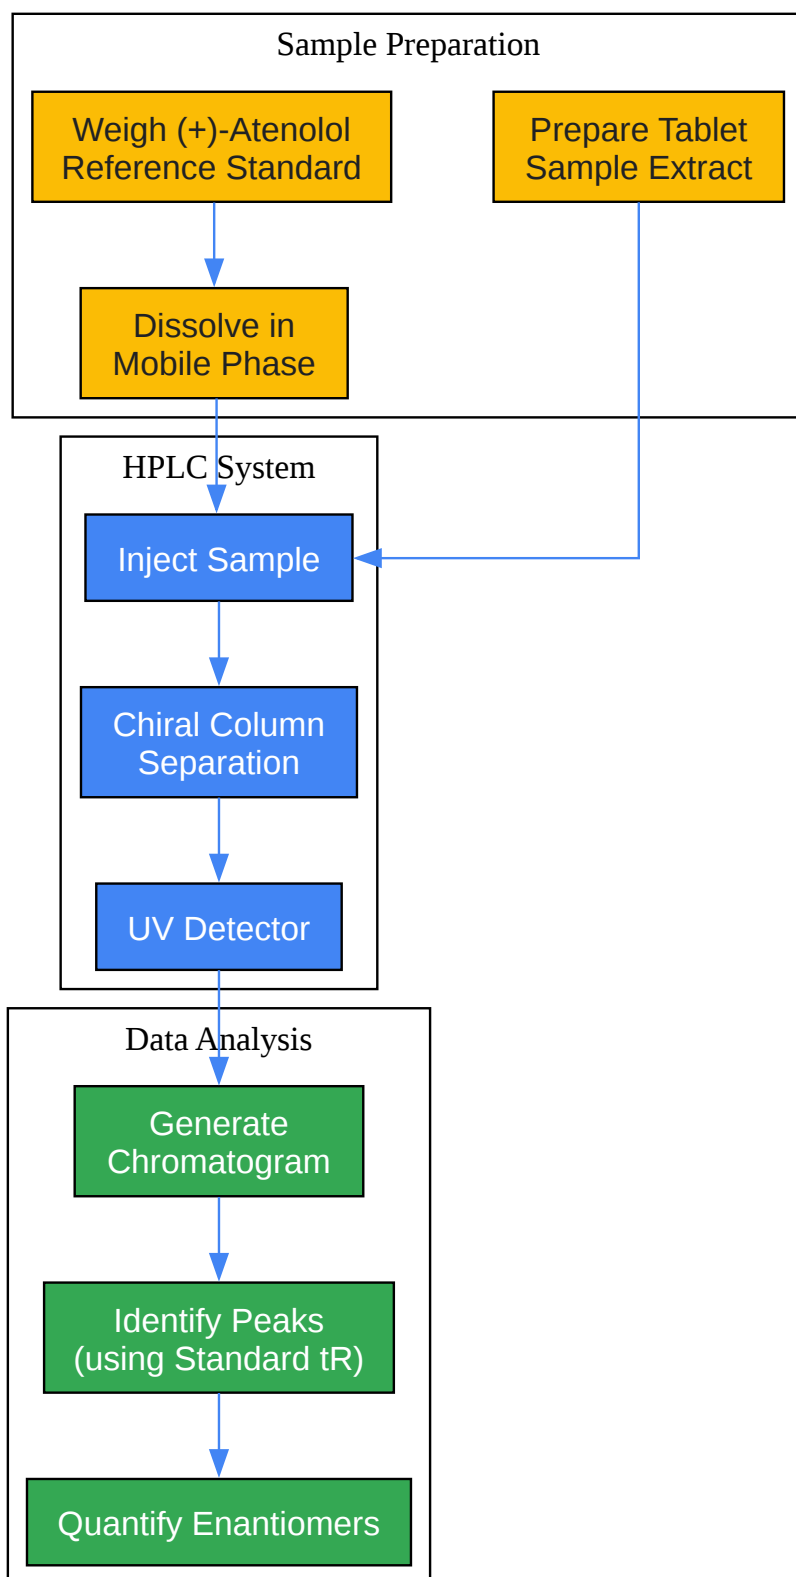 Sample Preparation
Weigh (+)-Atenolol
Reference Standard
Prepare Tablet
Sample Extract
Dissolve in
Mobile Phase
HPLC System
Inject Sample
Chiral Column
Separation
UV Detector
Data Analysis
Generate
Chromatogram
Identify Peaks
(using Standard tR)
Quantify Enantiomers